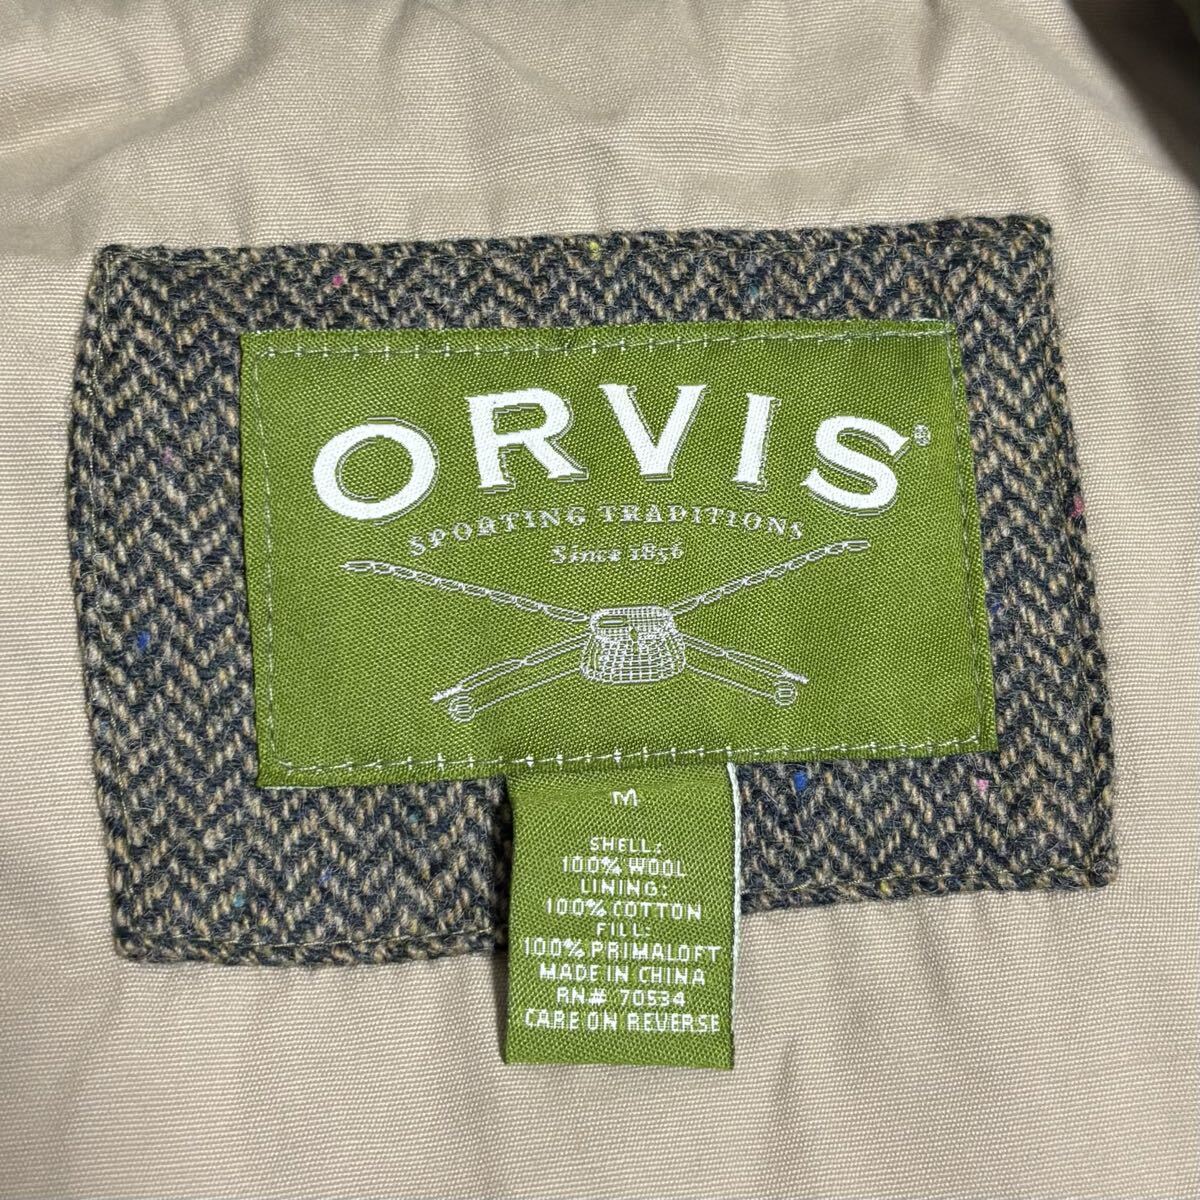 ORVIS®
SPORTING TRADITIONS
Since 1856
M
SHELL:
100% WOOL
LINING:
100% COTTON
FILL:
100% PRIMALOFT
MADE IN CHINA
RN# 70534
CARE ON REVERSE